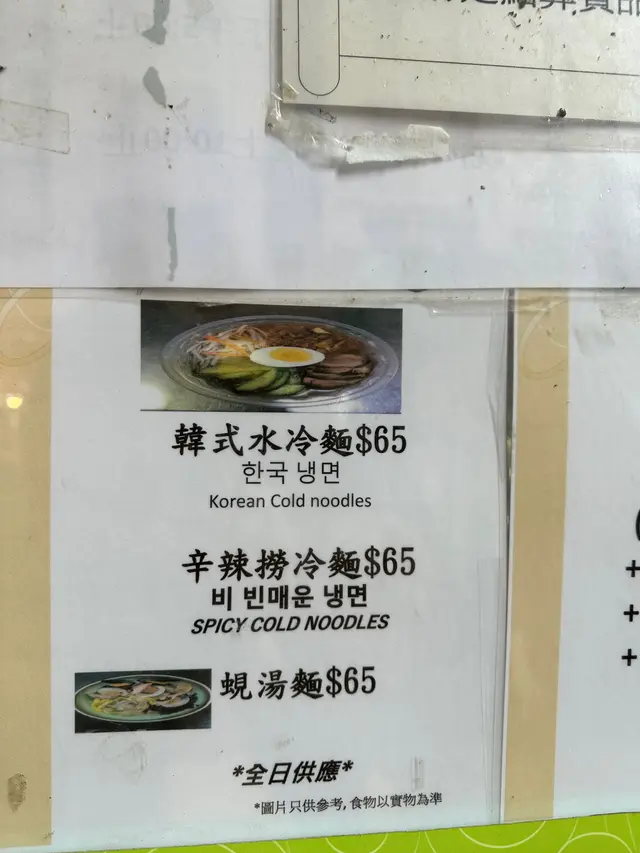 韓式水冷麵$65
한국 냉면
Korean Cold noodles
辛辣撈冷麵$65
비 빈매운 냉면
SPICY COLD NOODLES
蜆湯麵$65
*全日供應*
*圖片只供參考, 食物以實物為準
+
+
+